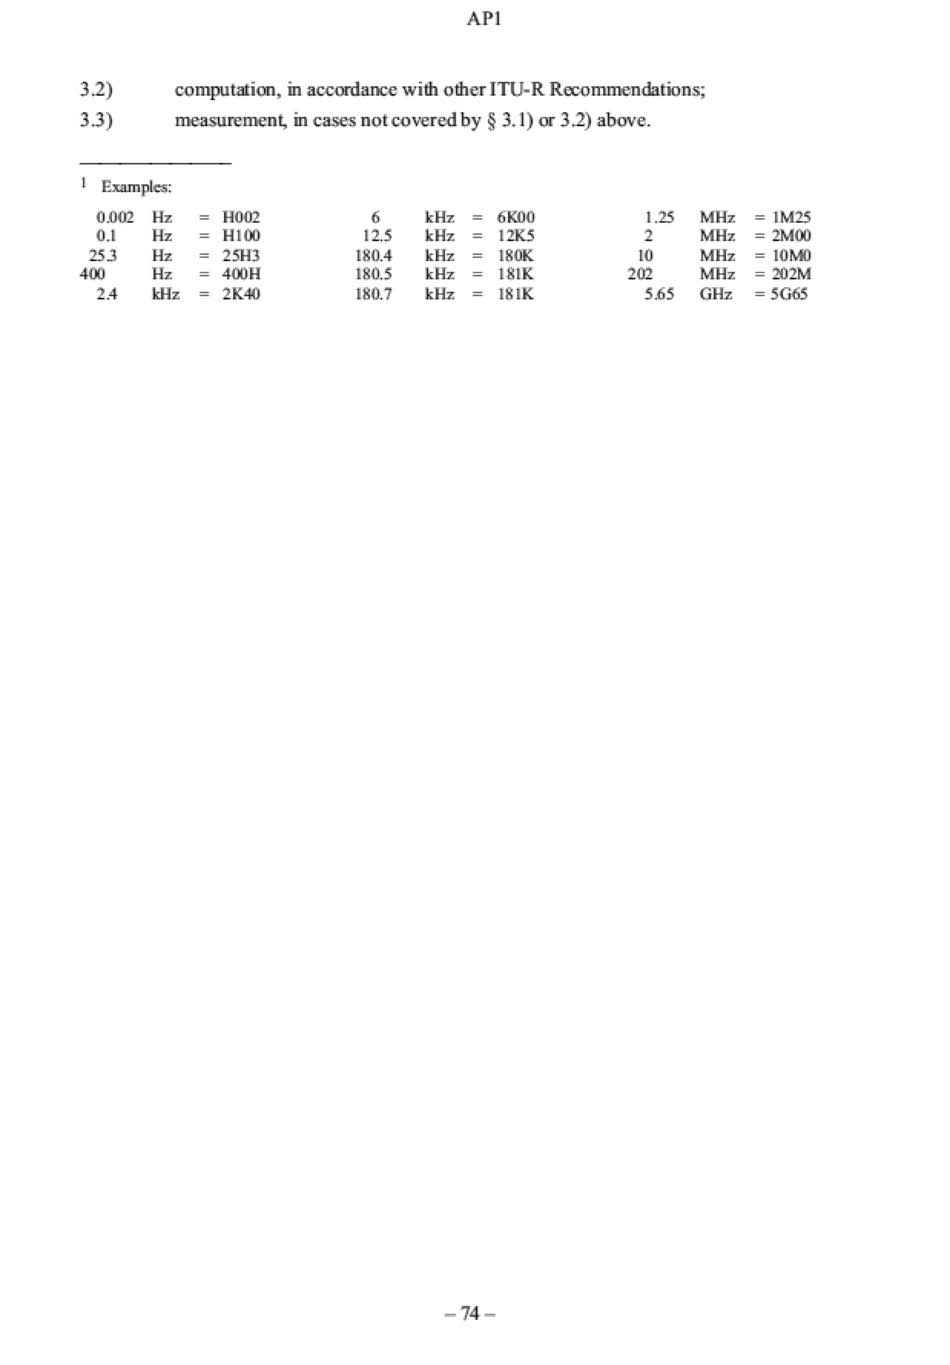 AP1
3.2) computation, in accordance with other ITU-R Recommendations;
3.3) measurement, in cases not covered by § 3.1) or 3.2) above.
1 Examples:
0.002 Hz = H002 6 kHz = 6K00 1.25 MHz = 1M25
0.1 Hz = H100 12.5 kHz = 12K5 2 MHz = 2M00
25.3 Hz = 25H3 180.4 kHz = 180K 10 MHz = 10M0
400 Hz = 400H 180.5 kHz = 181K 202 MHz = 202M
2.4 kHz = 2K40 180.7 kHz = 181K 5.65 GHz = 5G65
– 74 –